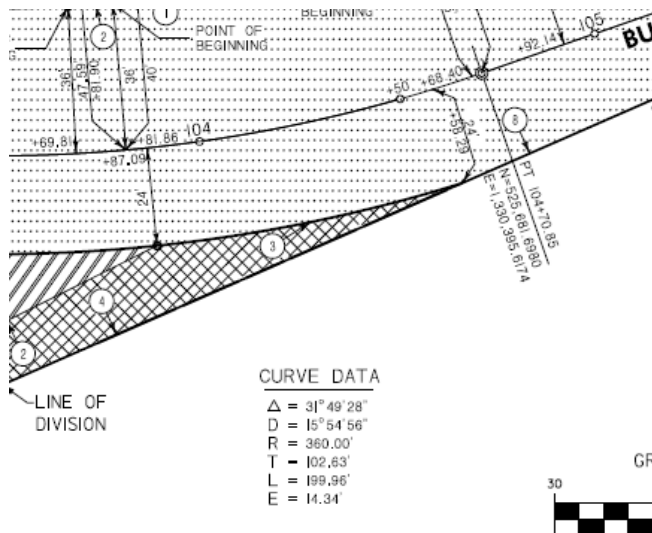 BEGINNING
1
2
POINT OF
BEGINNING
36
47.59
+81.90
36
40
+69.81
+81.86
104
+87.09
24
+50
+68.40
+92.14
105
BU
24'
+58.29
8
PT 104+70.85
N=525,681.6980
E=1,330,395.6174
3
4
2
LINE OF
DIVISION
CURVE DATA
Δ = 31°49'28"
D = 15°54'56"
R = 360.00'
T = 102.63'
L = 199.96'
E = 14.34'
GR
30